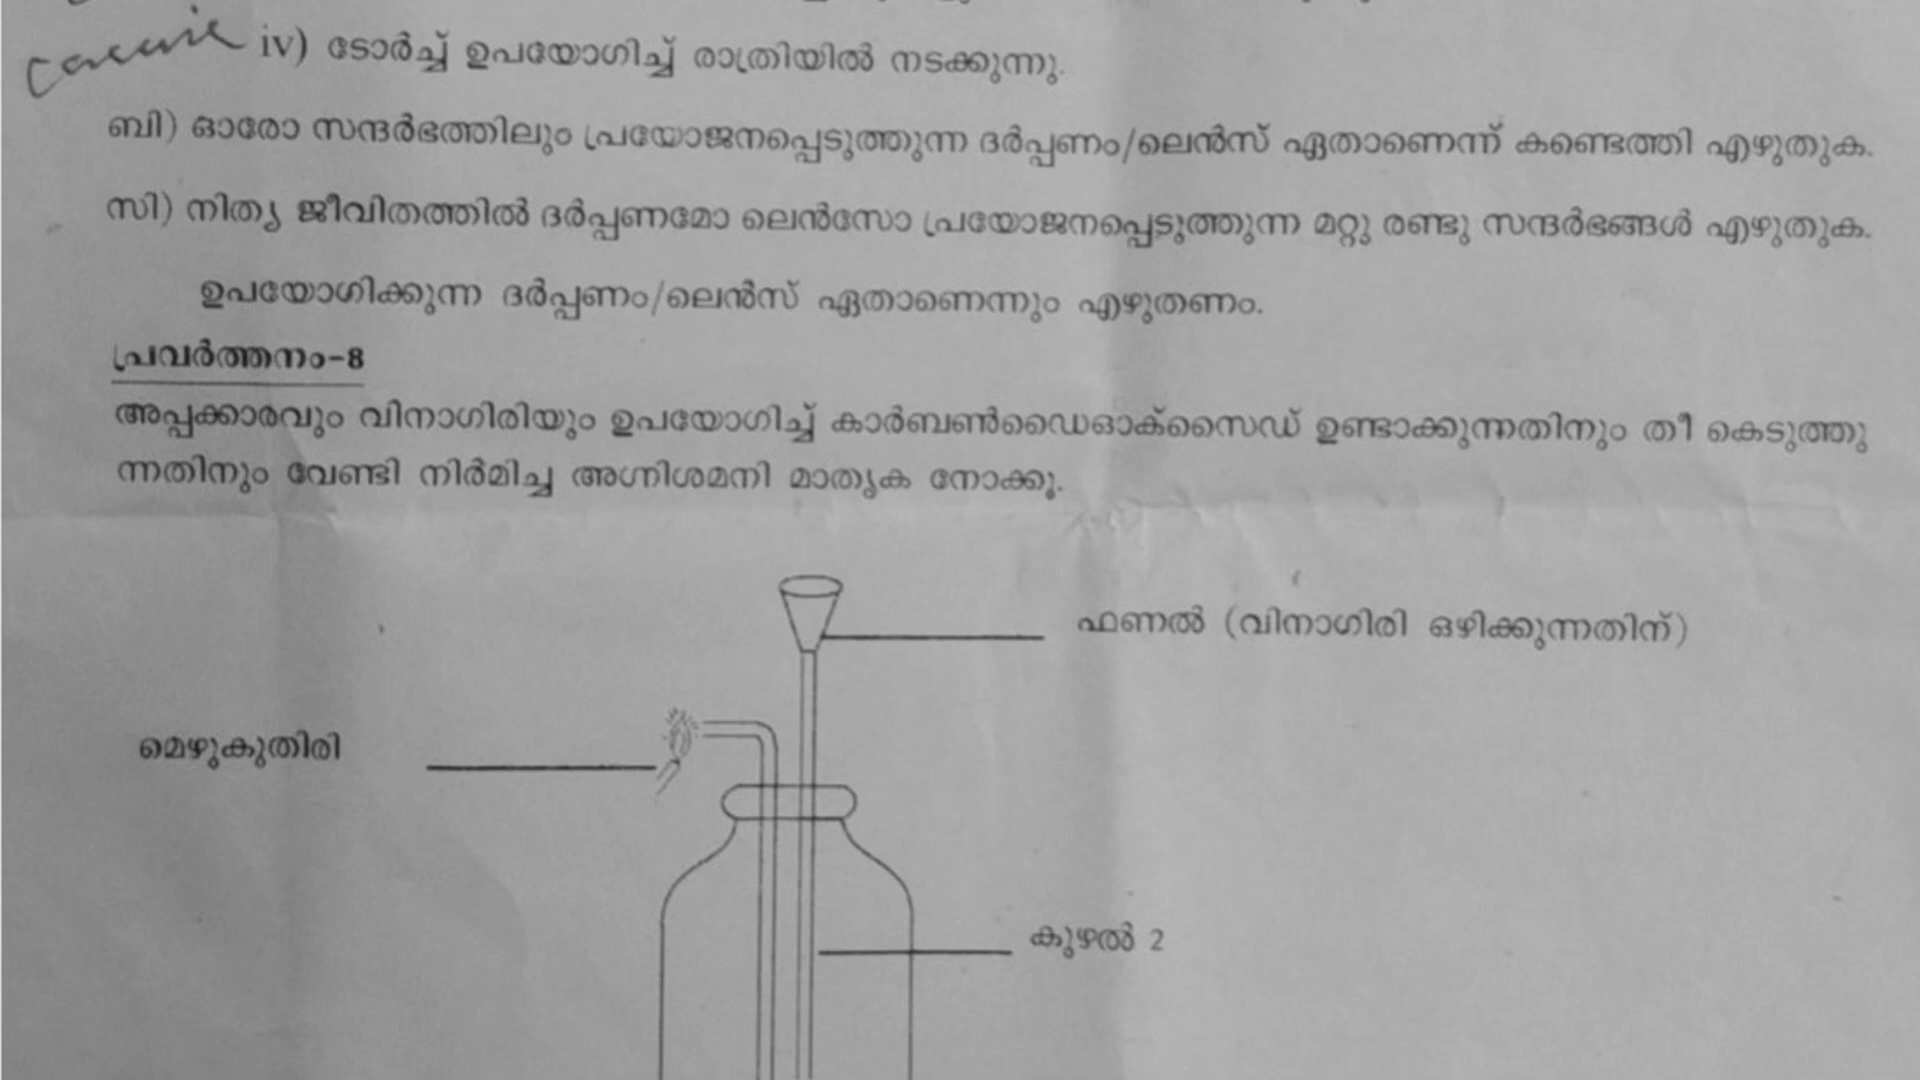 iv) ടോർച്ച് ഉപയോഗിച്ച് രാത്രിയിൽ നടക്കുന്നു.
ബി) ഓരോ സന്ദർഭത്തിലും പ്രയോജനപ്പെടുത്തുന്ന ദർപ്പണം/ലെൻസ് ഏതാണെന്ന് കണ്ടെത്തി എഴുതുക.
സി) നിത്യ ജീവിതത്തിൽ ദർപ്പണമോ ലെൻസോ പ്രയോജനപ്പെടുത്തുന്ന മറ്റു രണ്ടു സന്ദർഭങ്ങൾ എഴുതുക.
ഉപയോഗിക്കുന്ന ദർപ്പണം/ലെൻസ് ഏതാണെന്നും എഴുതണം.
പ്രവർത്തനം-8
അപ്പക്കാരവും വിനാഗിരിയും ഉപയോഗിച്ച് കാർബൺഡൈഓക്സൈഡ് ഉണ്ടാക്കുന്നതിനും തീ കെടുത്തു
ന്നതിനും വേണ്ടി നിർമിച്ച അഗ്നിശമനി മാതൃക നോക്കൂ.
ഫണൽ (വിനാഗിരി ഒഴിക്കുന്നതിന്)
മെഴുകുതിരി
കുഴൽ 2